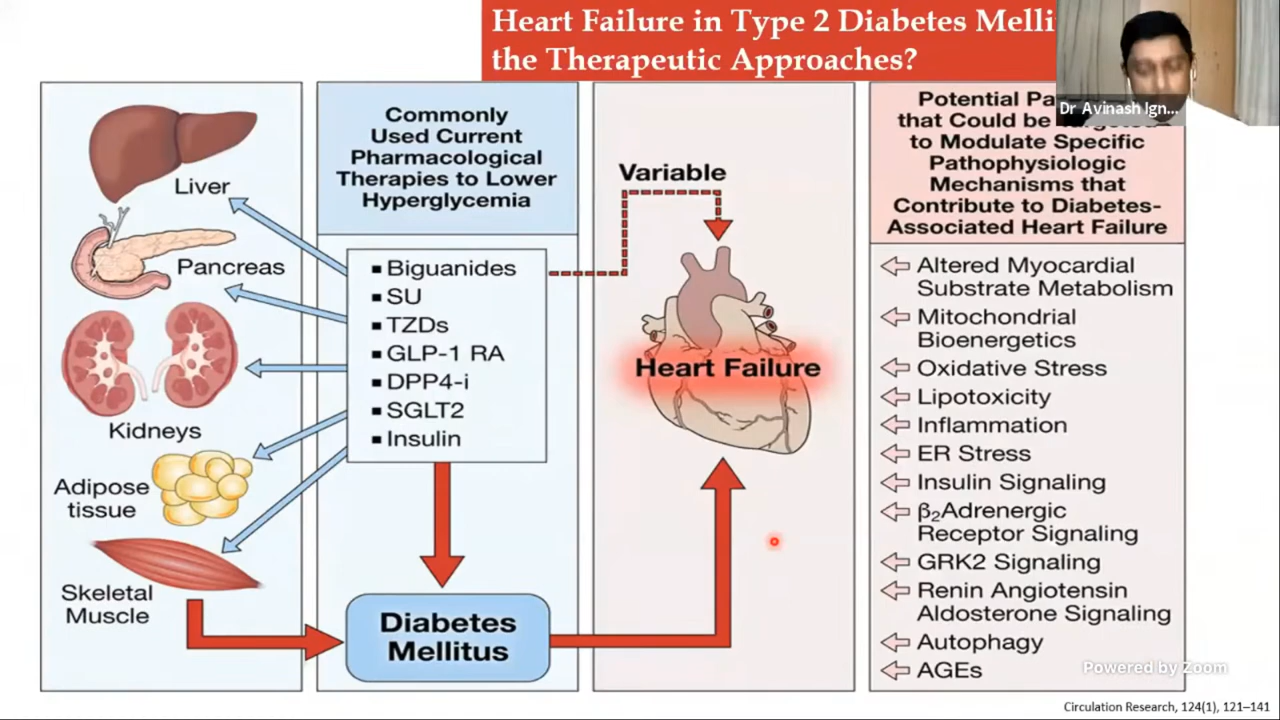 Heart Failure in Type 2 Diabetes
the Therapeutic Approaches?
Dr Avinash Ign...
Liver
Pancreas
Kidneys
Adipose
tissue
Skeletal
Muscle
Commonly
Used Current
Pharmacological
Therapies to Lower
Hyperglycemia
▪ Biguanides
▪ SU
▪ TZDs
▪ GLP-1 RA
▪ DPP4-i
▪ SGLT2
▪ Insulin
Diabetes
Mellitus
Variable
Heart Failure
Potential
that Could be
to Modulate Specific
Pathophysiologic
Mechanisms that
Contribute to Diabetes-
Associated Heart Failure
Altered Myocardial
Substrate Metabolism
Mitochondrial
Bioenergetics
Oxidative Stress
Lipotoxicity
Inflammation
ER Stress
Insulin Signaling
β₂Adrenergic
Receptor Signaling
GRK2 Signaling
Renin Angiotensin
Aldosterone Signaling
Autophagy
AGEs
Powered by Zoom
Circulation Research, 124(1), 121–141